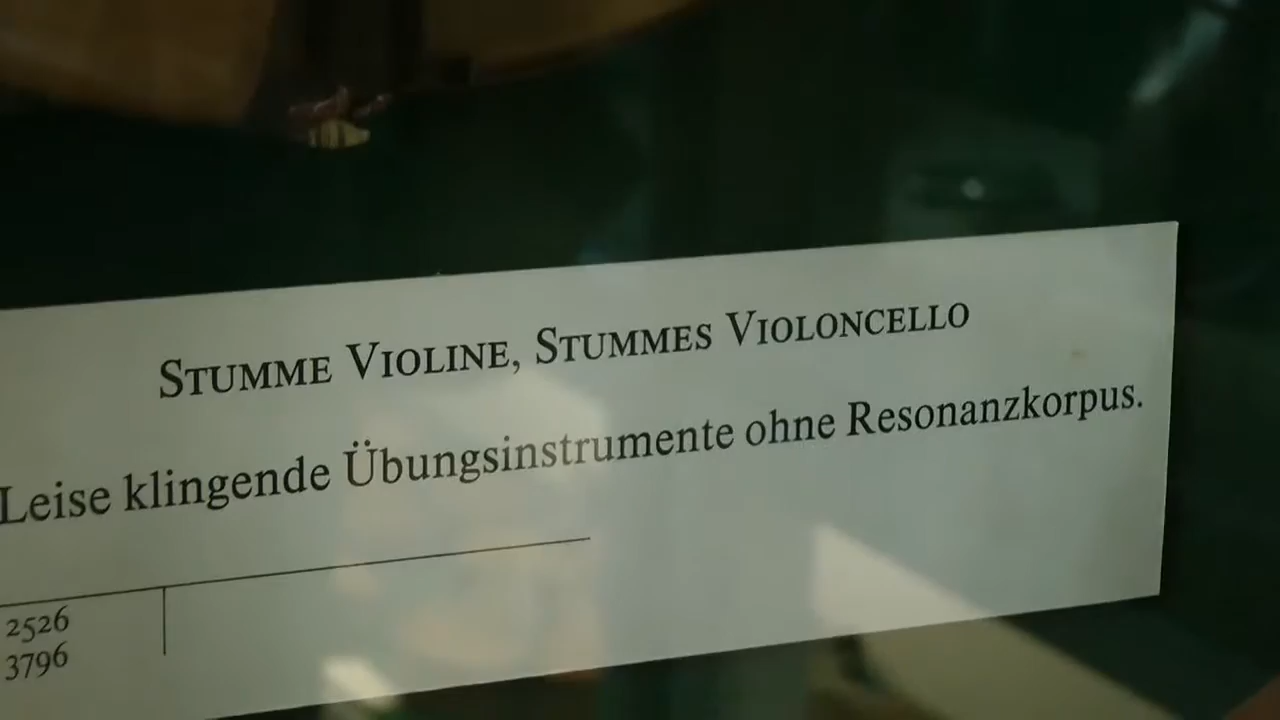 STUMME VIOLINE, STUMMES VIOLONCELLO
Leise klingende Übungsinstrumente ohne Resonanzkorpus.
2526
3796